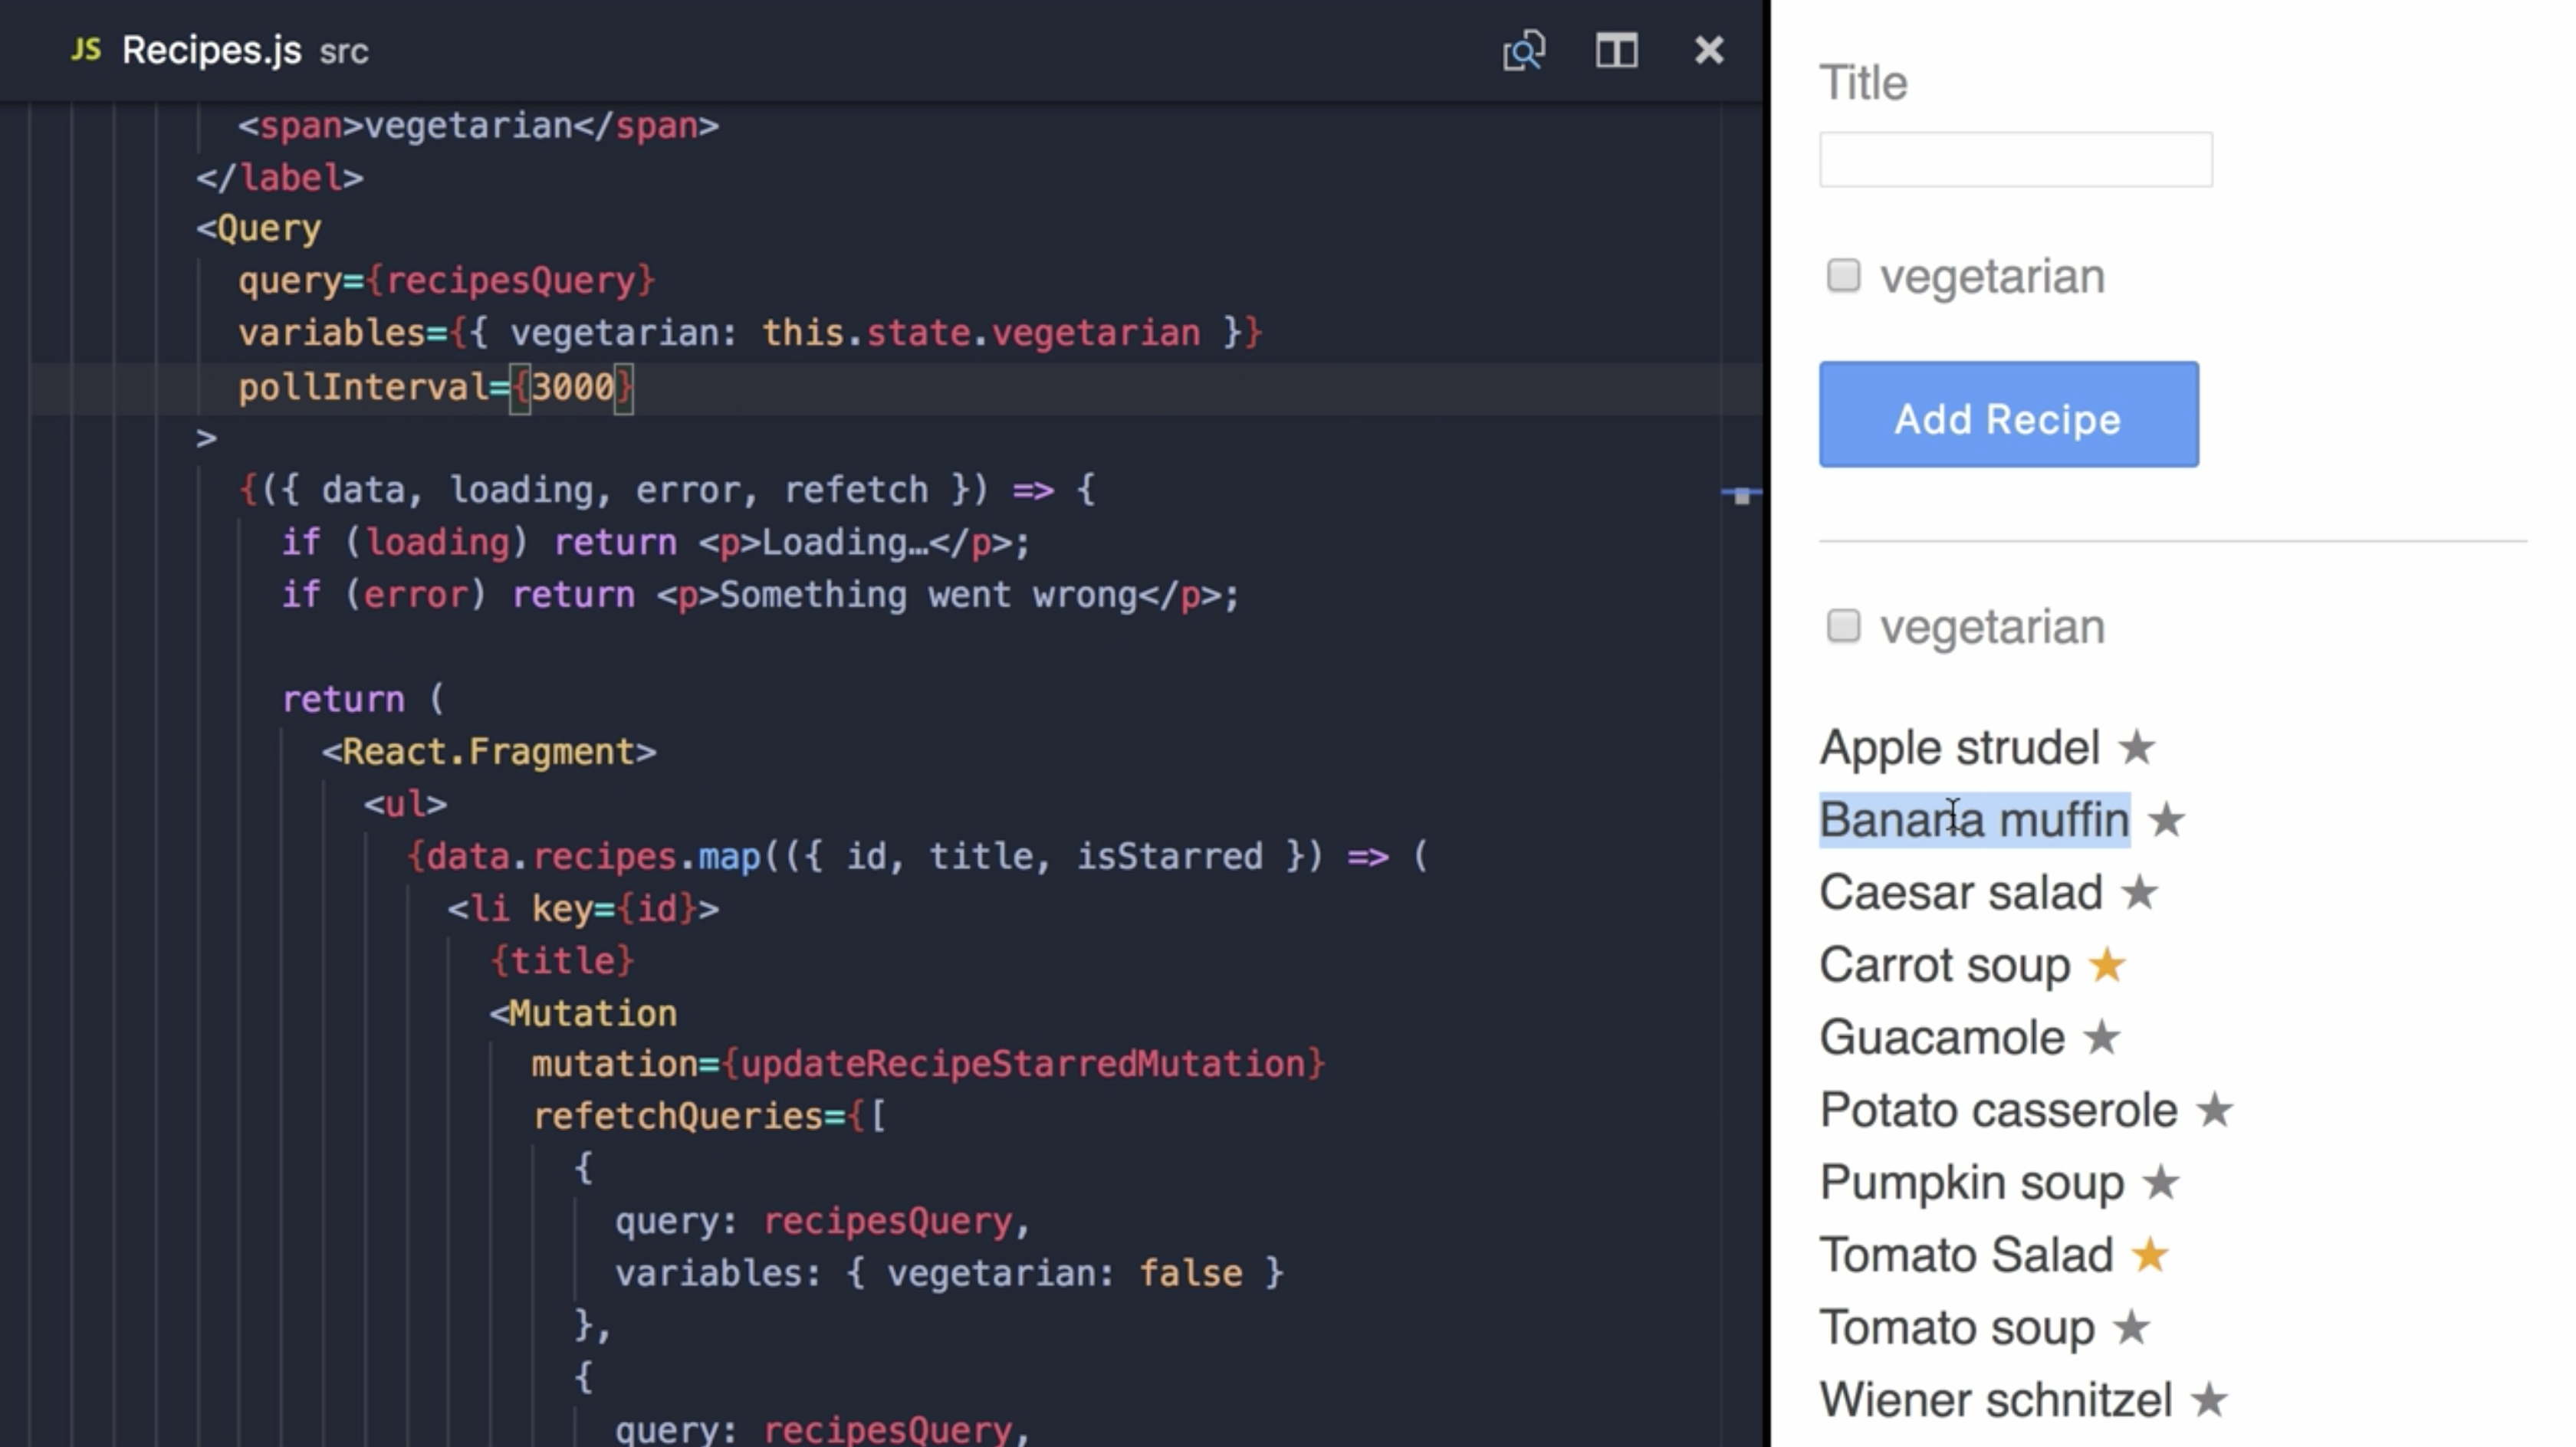 JS Recipes.js src
<span>vegetarian</span>
</label>
<Query
query={recipesQuery}
variables={{ vegetarian: this.state.vegetarian }}
pollInterval={3000}
>
{({ data, loading, error, refetch }) => {
if (loading) return <p>Loading…</p>;
if (error) return <p>Something went wrong</p>;
return (
<React.Fragment>
<ul>
{data.recipes.map(({ id, title, isStarred }) => (
<li key={id}>
{title}
<Mutation
mutation={updateRecipeStarredMutation}
refetchQueries={[
{
query: recipesQuery,
variables: { vegetarian: false }
},
{
query: recipesQuery,
Title
vegetarian
Add Recipe
vegetarian
Apple strudel ★
Banana muffin ★
Caesar salad ★
Carrot soup ★
Guacamole ★
Potato casserole ★
Pumpkin soup ★
Tomato Salad ★
Tomato soup ★
Wiener schnitzel ★